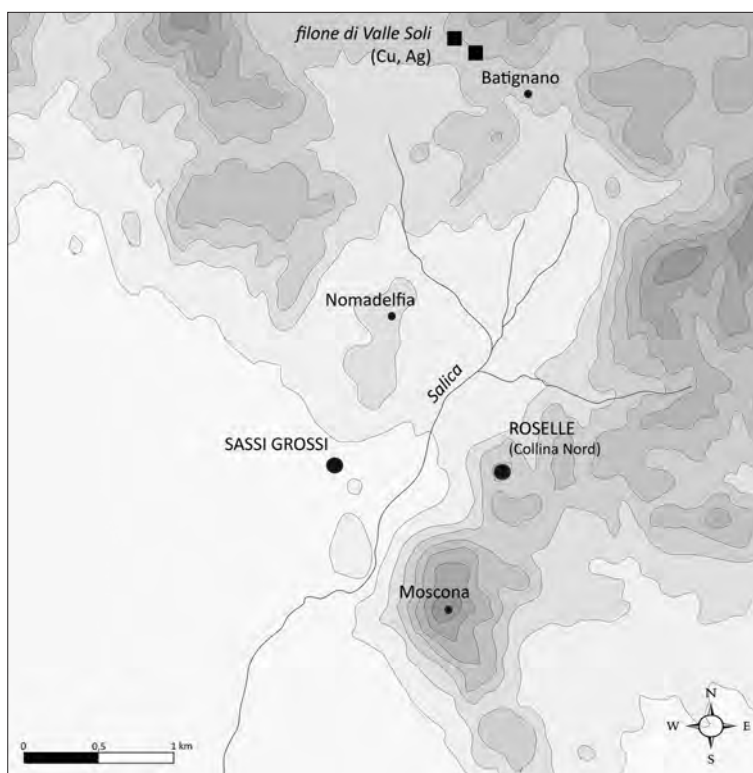 filone di Valle Soli
(Cu, Ag)
Batignano
Nomadelfia
Salica
SASSI GROSSI
ROSELLE
(Collina Nord)
Moscona
N
W E
S
0 0,5 1 km